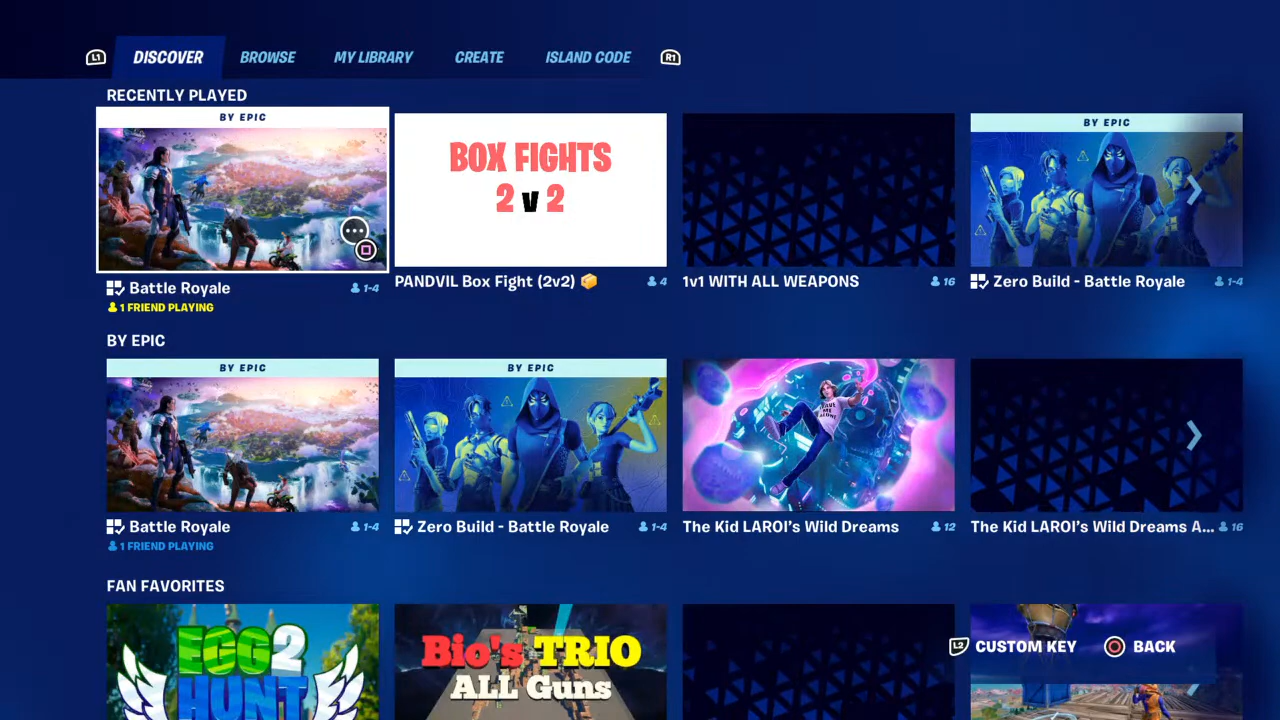 L1 DISCOVER BROWSE MY LIBRARY CREATE ISLAND CODE R1
RECENTLY PLAYED
BY EPIC
BOX FIGHTS
2 v 2
BY EPIC
Battle Royale 1-4
1 FRIEND PLAYING
PANDVIL Box Fight (2v2) 4
1v1 WITH ALL WEAPONS 16
Zero Build - Battle Royale 1-4
BY EPIC
BY EPIC
BY EPIC
LEAVE ME ALONE!
Battle Royale 1-4
1 FRIEND PLAYING
Zero Build - Battle Royale 1-4
The Kid LAROI's Wild Dreams 12
The Kid LAROI's Wild Dreams A... 16
FAN FAVORITES
EGG
HUNT 2
Bio's TRIO
ALL Guns
L2 CUSTOM KEY
BACK